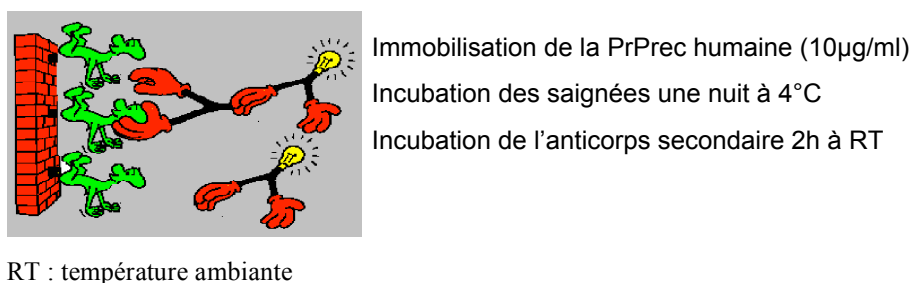 Immobilisation de la PrPrec humaine (10µg/ml)
Incubation des saignées une nuit à 4°C
Incubation de l’anticorps secondaire 2h à RT
RT : température ambiante